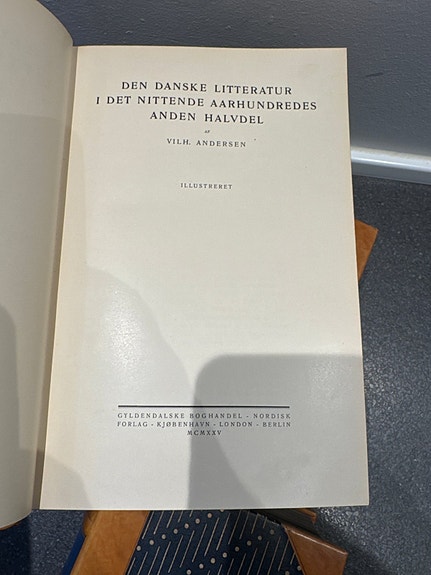 DEN DANSKE LITTERATUR
I DET NITTENDE AARHUNDREDES
ANDEN HALVDEL
AF
VILH. ANDERSEN
ILLUSTRERET
GYLDENDALSKE BOGHANDEL - NORDISK
FORLAG - KJØBENHAVN - LONDON - BERLIN
MCMXXV